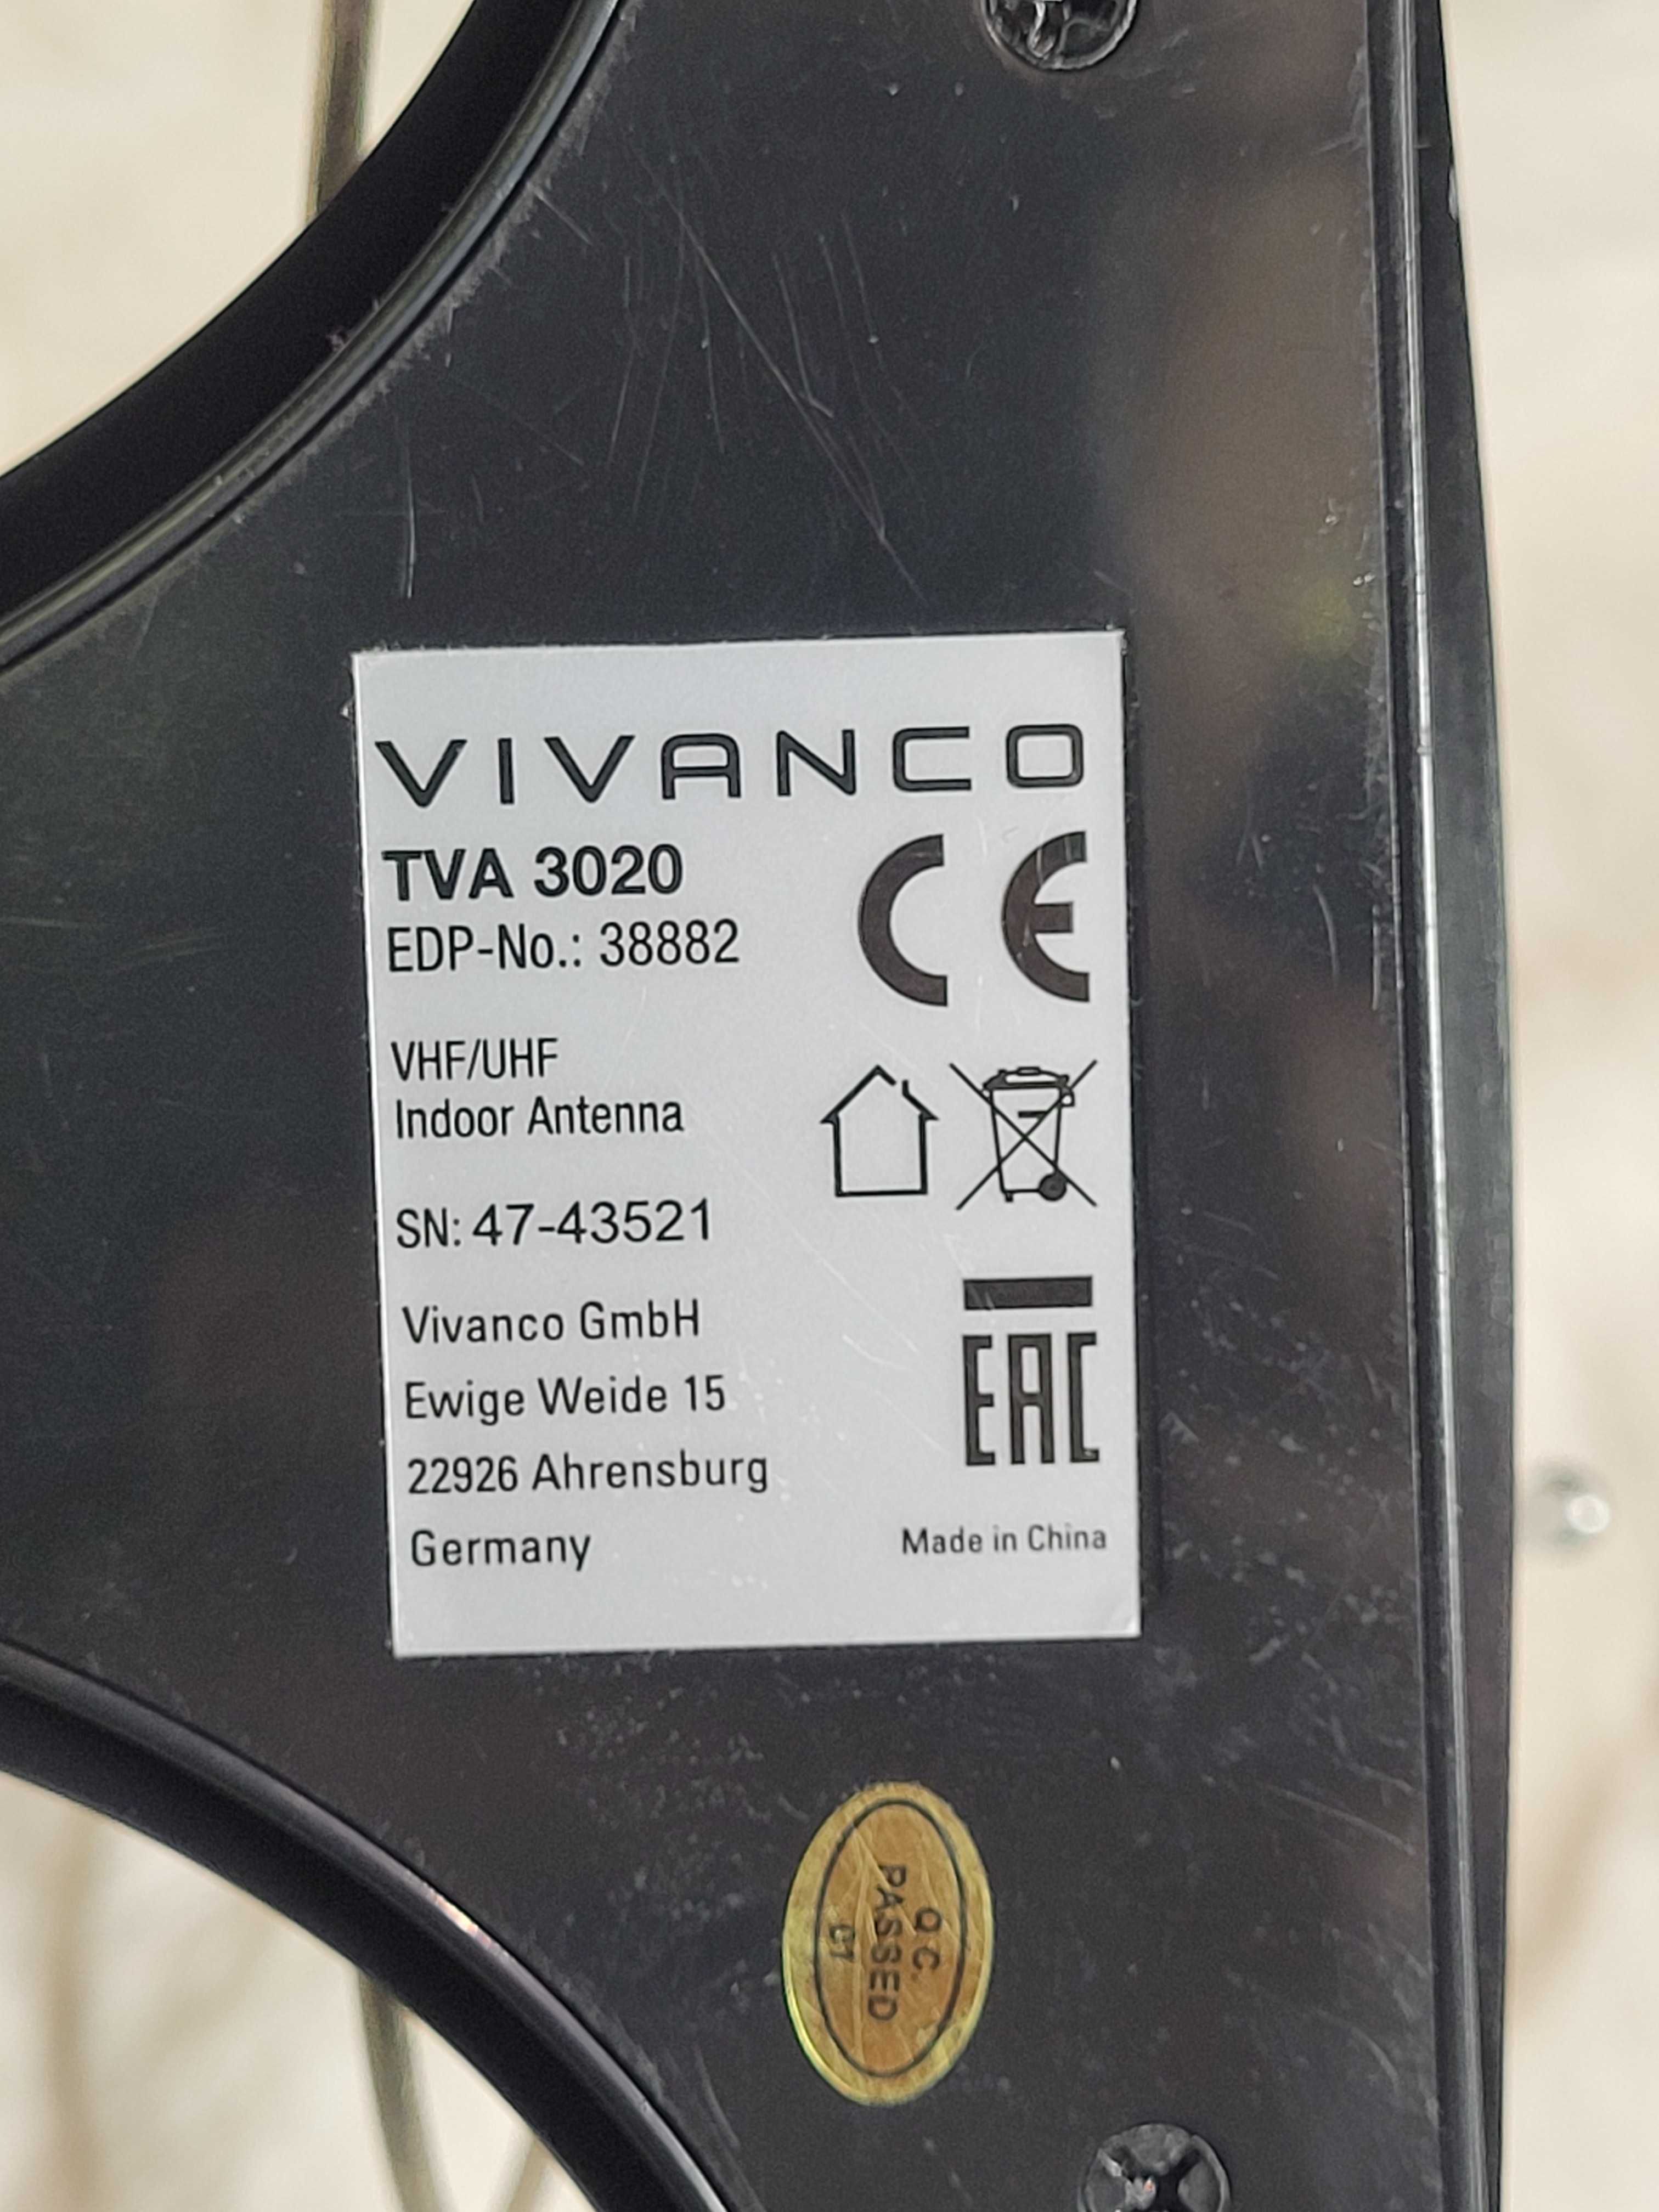 VIVANCO
TVA 3020
CE
EDP-No.: 38882
VHF/UHF
Indoor Antenna
SN: 47-43521
Vivanco GmbH
Ewige Weide 15
EAC
22926 Ahrensburg
Germany
Made in China
Q.C.
PASSED